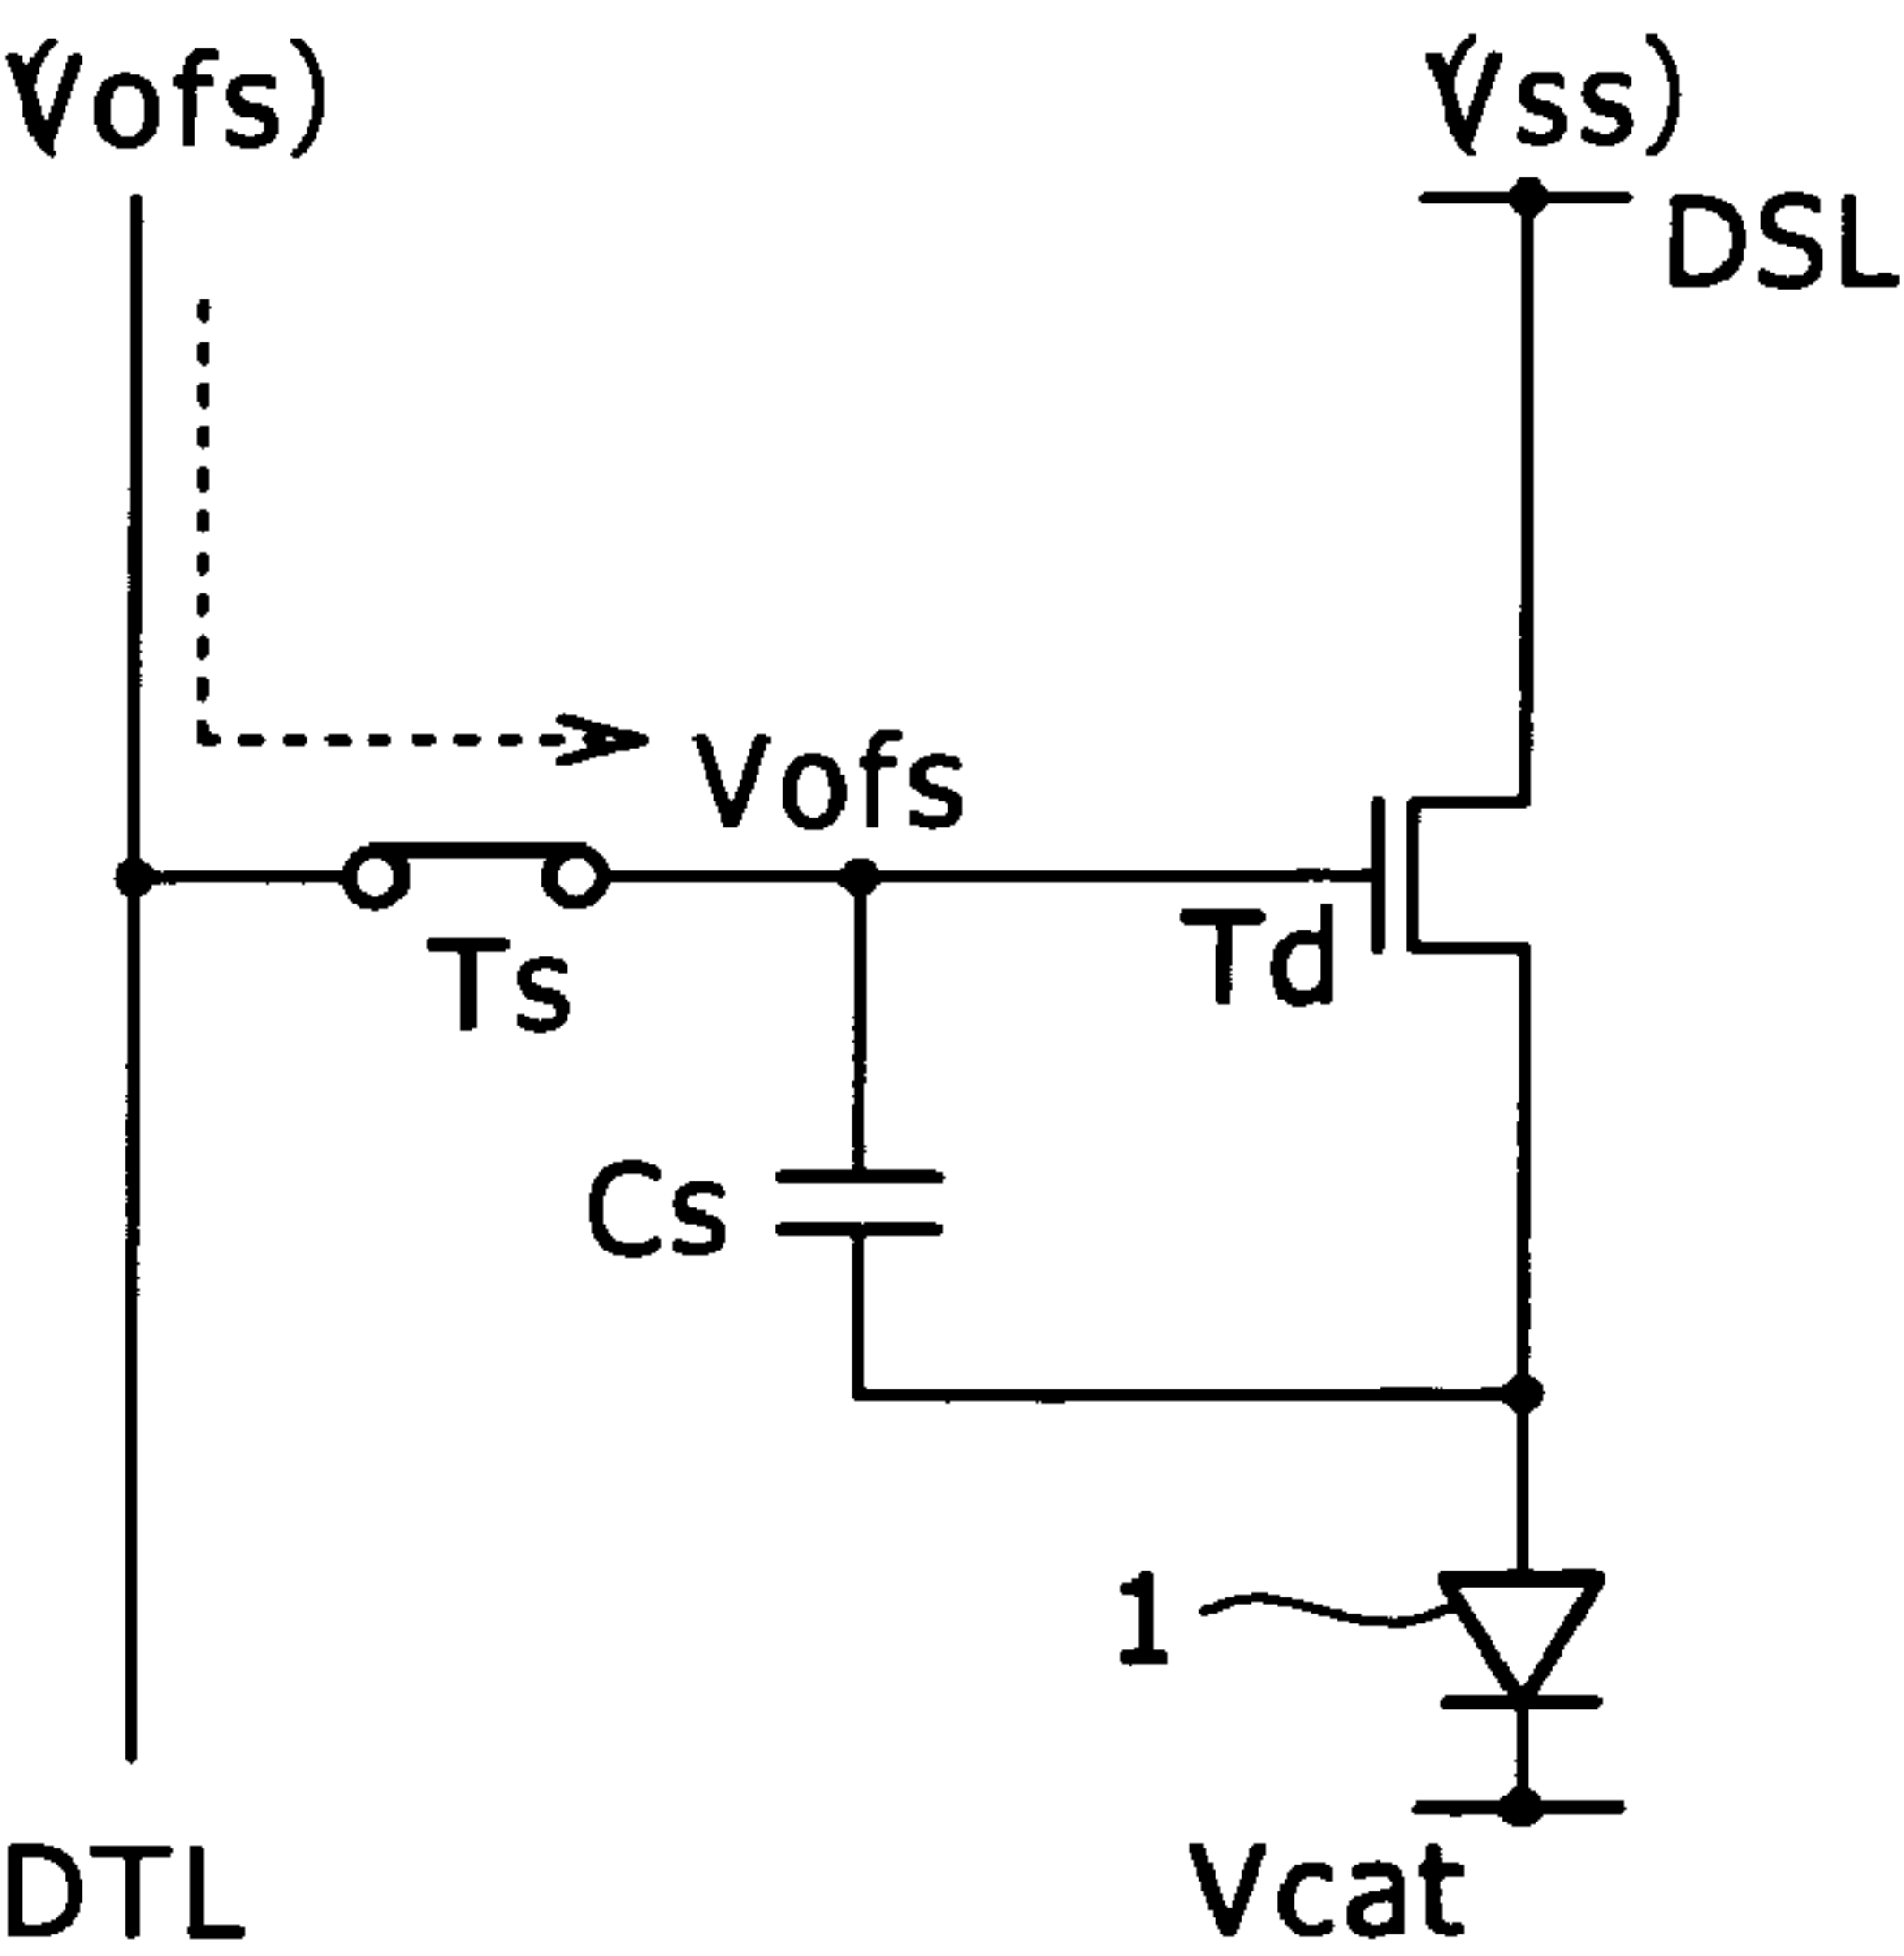 (Vofs)
(Vss)
DSL
Vofs
Ts
Td
Cs
1
DTL
Vcat